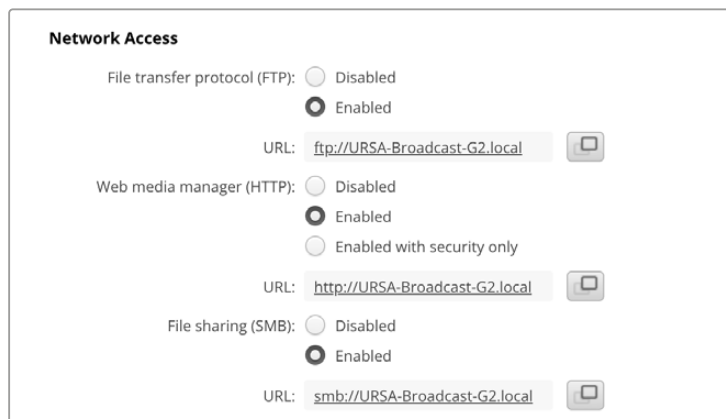 Network Access
File transfer protocol (FTP): Disabled
Enabled
URL: ftp://URSA-Broadcast-G2.local
Web media manager (HTTP): Disabled
Enabled
Enabled with security only
URL: http://URSA-Broadcast-G2.local
File sharing (SMB): Disabled
Enabled
URL: smb://URSA-Broadcast-G2.local